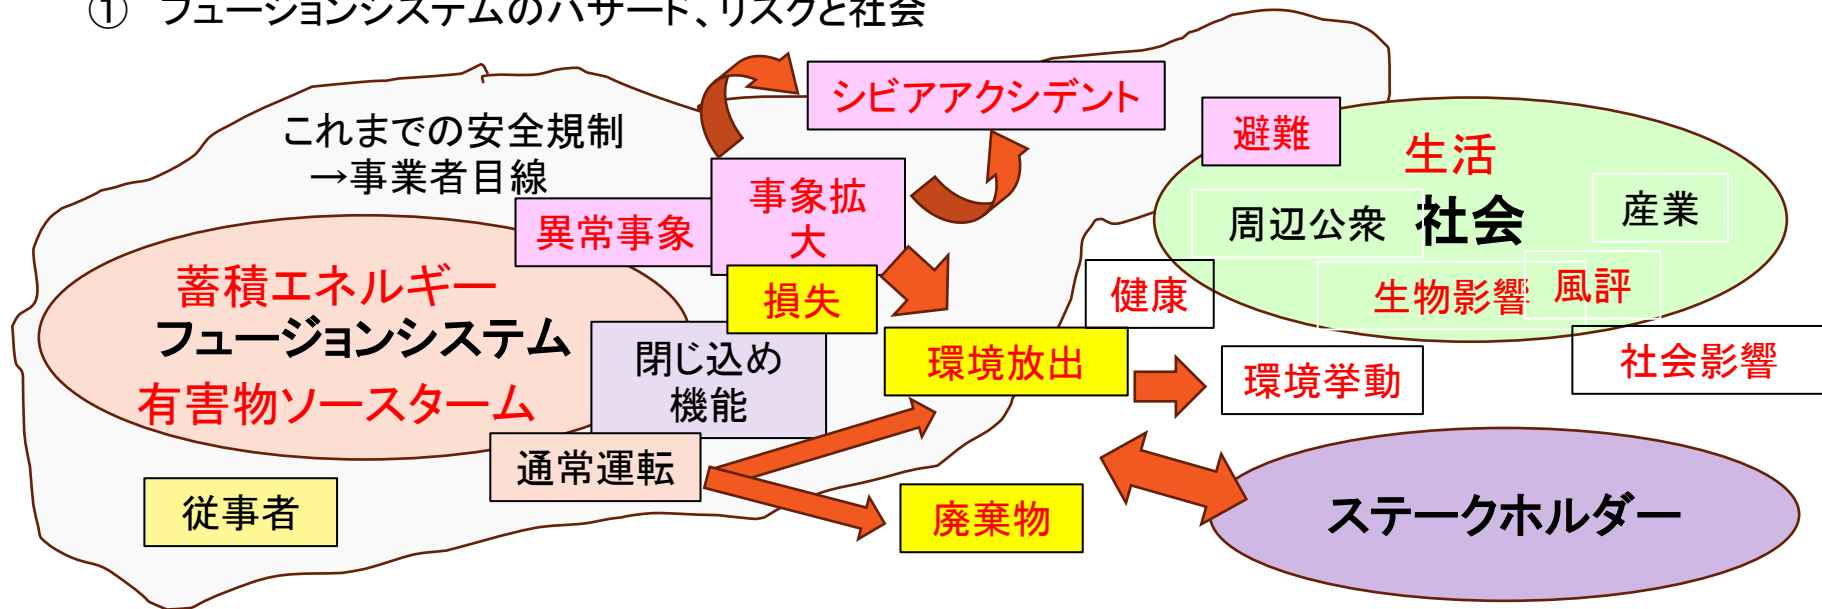 ① フュージョンシステムのハザード、リスクと社会
シビアアクシデント
これまでの安全規制
→事業者目線
避難
生活
事象拡
大
異常事象
周辺公衆
社会
産業
蓄積エネルギー
フュージョンシステム
有害物ソースターム
損失
健康
生物影響
風評
閉じ込め
機能
環境放出
環境挙動
社会影響
通常運転
従事者
廃棄物
ステークホルダー